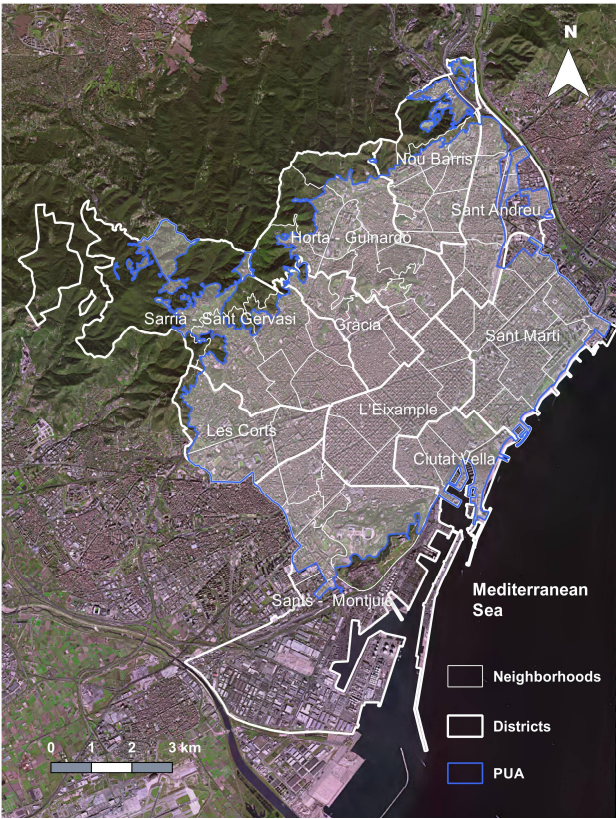 N
Nou Barris
Sant Andreu
Horta - Guinardó
Sarrià - Sant Gervasi
Gràcia
Sant Martí
L'Eixample
Les Corts
Ciutat Vella
Mediterranean
Sea
Sants - Montjuïc
Neighborhoods
Districts
0 1 2 3 km
PUA